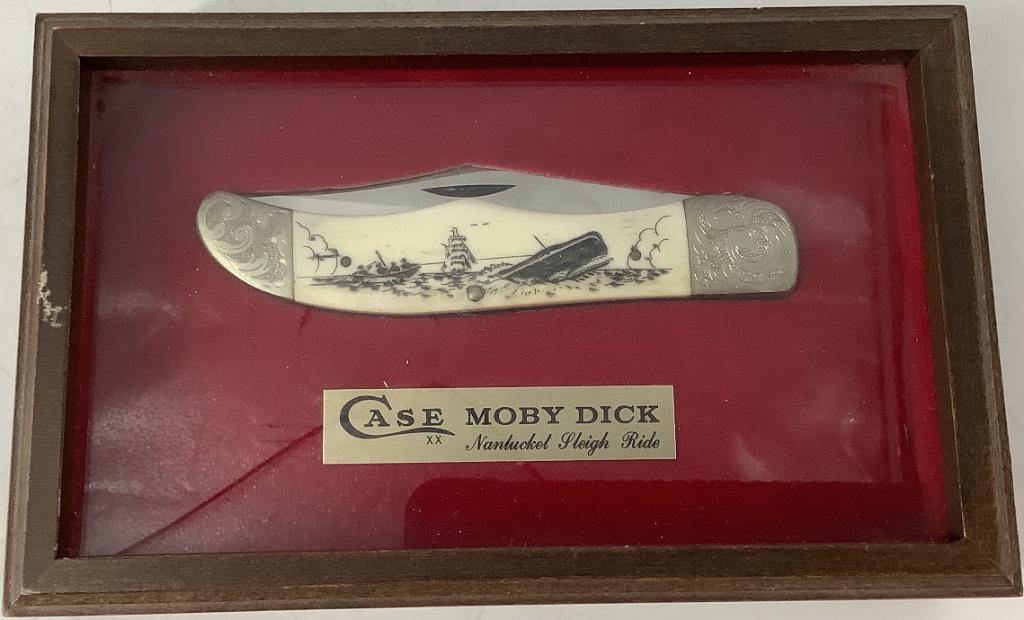 CASE XX MOBY DICK
Nantucket Sleigh Ride